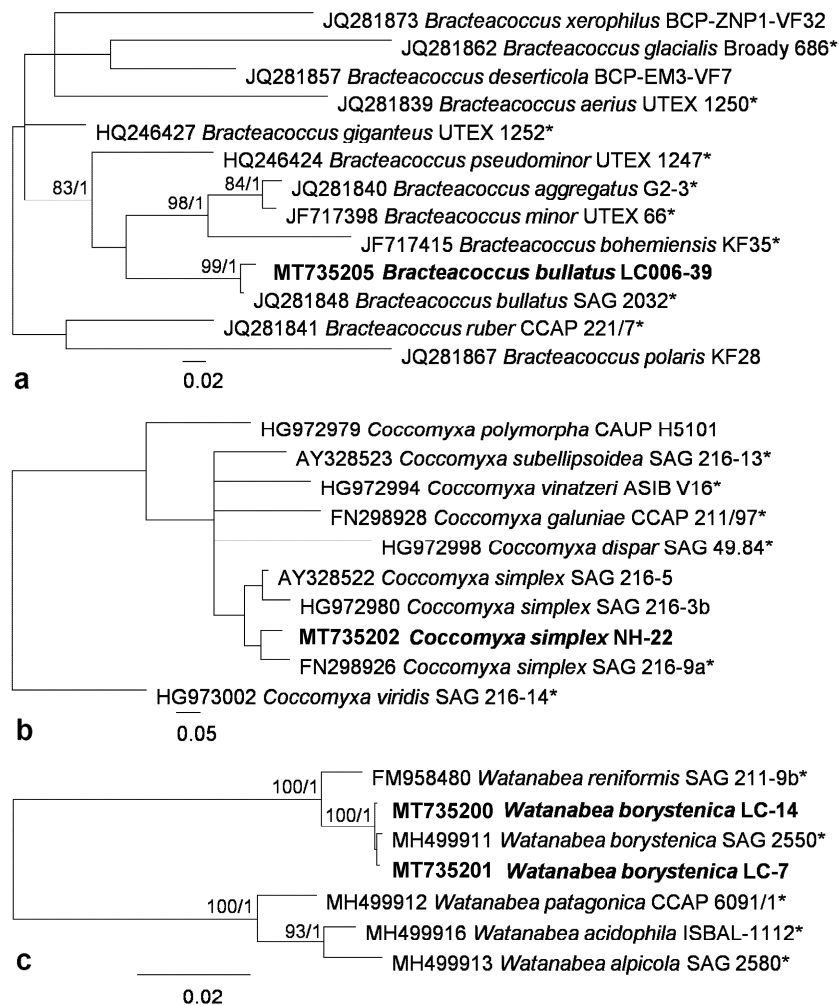 JQ281873 Bracteacoccus xerophilus BCP-ZNP1-VF32
JQ281862 Bracteacoccus glacialis Broady 686*
JQ281857 Bracteacoccus deserticola BCP-EM3-VF7
JQ281839 Bracteacoccus aerius UTEX 1250*
HQ246427 Bracteacoccus giganteus UTEX 1252*
HQ246424 Bracteacoccus pseudominor UTEX 1247*
83/1
84/1
JQ281840 Bracteacoccus aggregatus G2-3*
98/1
JF717398 Bracteacoccus minor UTEX 66*
JF717415 Bracteacoccus bohemiensis KF35*
99/1
MT735205 Bracteacoccus bullatus LC006-39
JQ281848 Bracteacoccus bullatus SAG 2032*
JQ281841 Bracteacoccus ruber CCAP 221/7*
JQ281867 Bracteacoccus polaris KF28
a
0.02
HG972979 Coccomyxa polymorpha CAUP H5101
AY328523 Coccomyxa subellipsoidea SAG 216-13*
HG972994 Coccomyxa vinatzeri ASIB V16*
FN298928 Coccomyxa galuniae CCAP 211/97*
HG972998 Coccomyxa dispar SAG 49.84*
AY328522 Coccomyxa simplex SAG 216-5
HG972980 Coccomyxa simplex SAG 216-3b
MT735202 Coccomyxa simplex NH-22
FN298926 Coccomyxa simplex SAG 216-9a*
HG973002 Coccomyxa viridis SAG 216-14*
b
0.05
FM958480 Watanabea reniformis SAG 211-9b*
100/1
100/1
MT735200 Watanabea borystenica LC-14
MH499911 Watanabea borystenica SAG 2550*
MT735201 Watanabea borystenica LC-7
100/1
MH499912 Watanabea patagonica CCAP 6091/1*
93/1
MH499916 Watanabea acidophila ISBAL-1112*
MH499913 Watanabea alpicola SAG 2580*
c
0.02